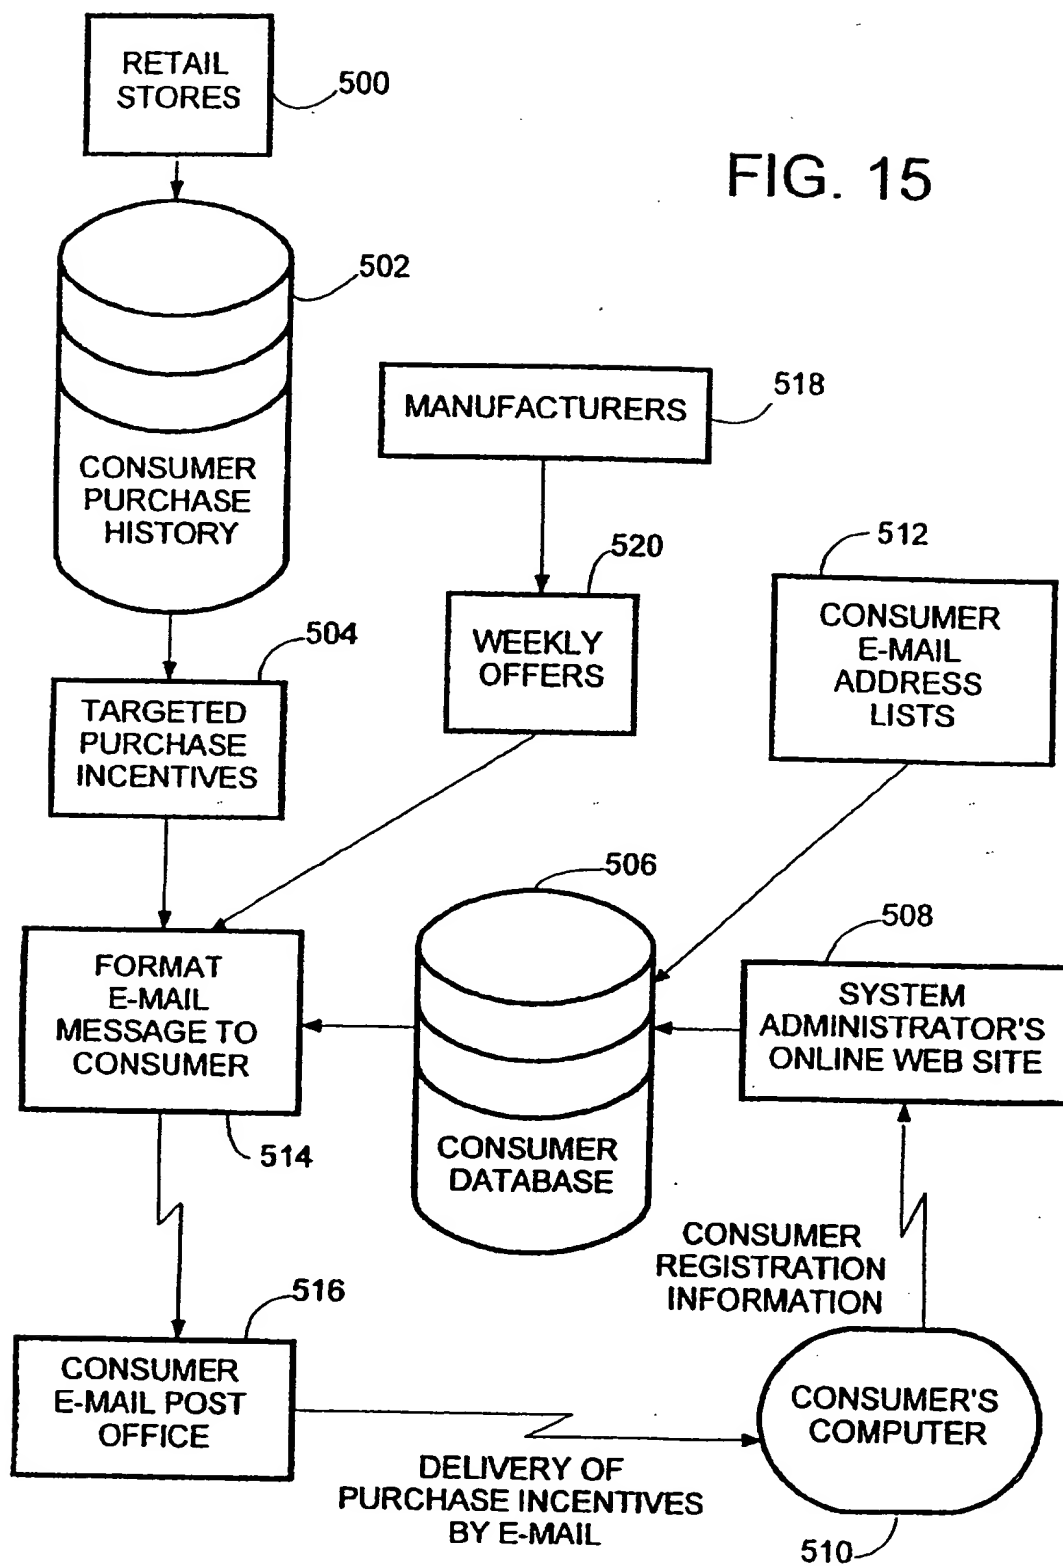 RETAIL
STORES
500
FIG. 15
502
CONSUMER
PURCHASE
HISTORY
MANUFACTURERS
518
520
512
WEEKLY
OFFERS
CONSUMER
E-MAIL
ADDRESS
LISTS
504
TARGETED
PURCHASE
INCENTIVES
506
508
FORMAT
E-MAIL
MESSAGE TO
CONSUMER
514
CONSUMER
DATABASE
SYSTEM
ADMINISTRATOR'S
ONLINE WEB SITE
CONSUMER
REGISTRATION
INFORMATION
516
CONSUMER
E-MAIL POST
OFFICE
CONSUMER'S
COMPUTER
DELIVERY OF
PURCHASE INCENTIVES
BY E-MAIL
510